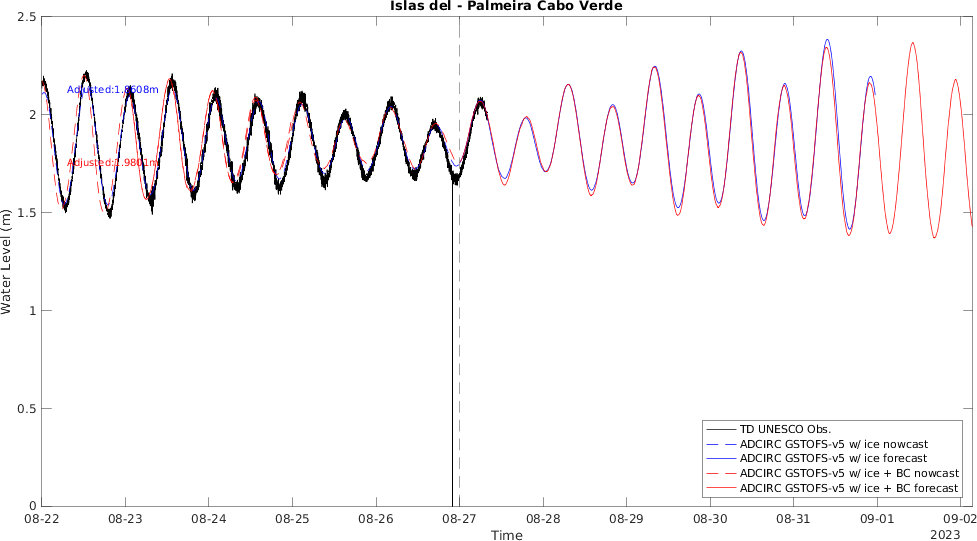 Islas del - Palmeira Cabo Verde
2.5
2
1.5
1
0.5
0
Water Level (m)
Adjusted:1.8608m
Adjusted:1.9801m
TD UNESCO Obs.
ADCIRC GSTOFS-v5 w/ ice nowcast
ADCIRC GSTOFS-v5 w/ ice forecast
ADCIRC GSTOFS-v5 w/ ice + BC nowcast
ADCIRC GSTOFS-v5 w/ ice + BC forecast
08-22 08-23 08-24 08-25 08-26 08-27 08-28 08-29 08-30 08-31 09-01 09-02
Time
2023